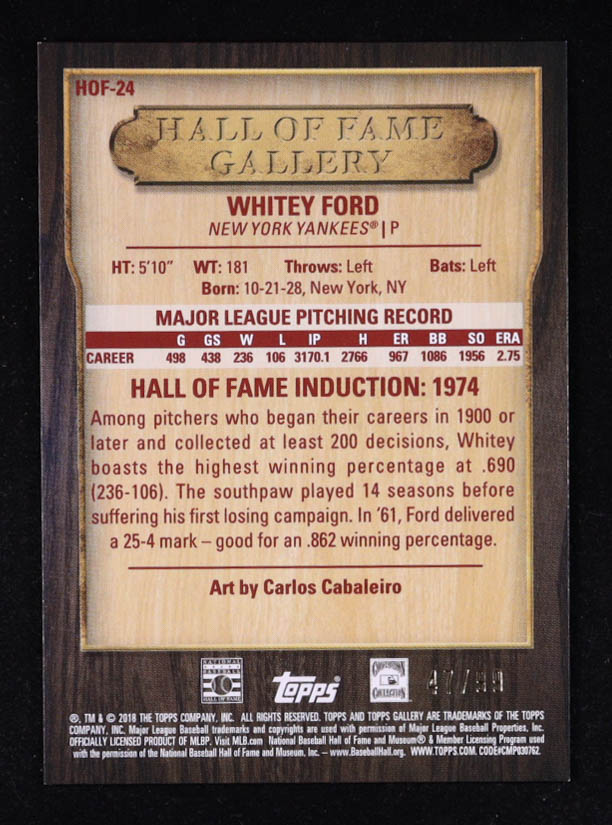 HOF-24
HALL OF FAME
GALLERY
WHITEY FORD
NEW YORK YANKEES® | P
HT: 5'10" WT: 181 Throws: Left Bats: Left
Born: 10-21-28, New York, NY
MAJOR LEAGUE PITCHING RECORD
G GS W L IP H ER BB SO ERA
CAREER 498 438 236 106 3170.1 2766 967 1086 1956 2.75
HALL OF FAME INDUCTION: 1974
Among pitchers who began their careers in 1900 or
later and collected at least 200 decisions, Whitey
boasts the highest winning percentage at .690
(236-106). The southpaw played 14 seasons before
suffering his first losing campaign. In '61, Ford delivered
a 25-4 mark – good for an .862 winning percentage.
Art by Carlos Cabaleiro
NATIONAL
BASEBALL
HALL OF FAME
topps
COOPERSTOWN
COLLECTION
47/99
®, TM & © 2018 THE TOPPS COMPANY, INC. ALL RIGHTS RESERVED. TOPPS AND TOPPS GALLERY ARE TRADEMARKS OF THE TOPPS
COMPANY, INC. Major League Baseball trademarks and copyrights are used with permission of Major League Baseball Properties, Inc.
OFFICIALLY LICENSED PRODUCT OF MLBP. Visit MLB.com National Baseball Hall of Fame and Museum® & Member Licensing Program used
with the permission of the National Baseball Hall of Fame and Museum, Inc. – www.BaseballHall.org. WWW.TOPPS.COM. CODE#CMP030762.